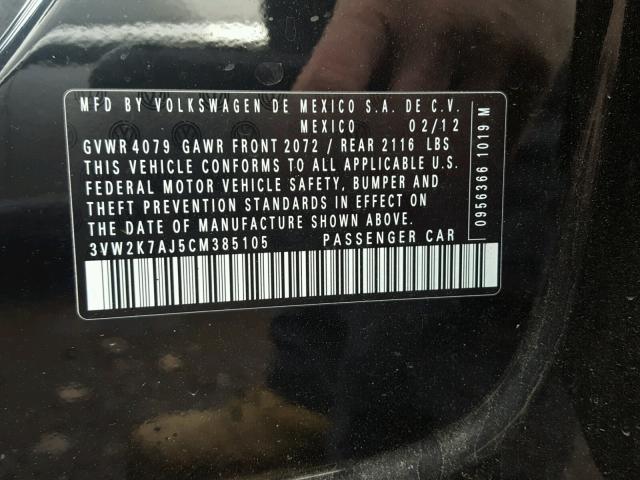 MFD BY VOLKSWAGEN DE MEXICO S.A. DE C.V.
MEXICO 02/12
GVWR 4079 GAWR FRONT 2072 / REAR 2116 LBS
THIS VEHICLE CONFORMS TO ALL APPLICABLE U.S.
FEDERAL MOTOR VEHICLE SAFETY, BUMPER AND
THEFT PREVENTION STANDARDS IN EFFECT ON
THE DATE OF MANUFACTURE SHOWN ABOVE.
3VW2K7AJ5CM385105 PASSENGER CAR
0956366 1019 M